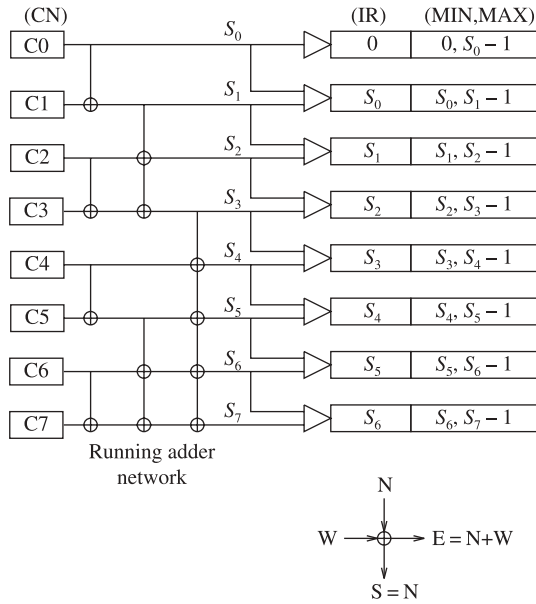 (CN) (IR) (MIN,MAX)
C0 S₀ 0 0, S₀ – 1
C1 S₁ S₀ S₀, S₁ – 1
C2 S₂ S₁ S₁, S₂ – 1
C3 S₃ S₂ S₂, S₃ – 1
C4 S₄ S₃ S₃, S₄ – 1
C5 S₅ S₄ S₄, S₅ – 1
C6 S₆ S₅ S₅, S₆ – 1
C7 S₇ S₆ S₆, S₇ – 1
Running adder
network
N
W E = N+W
S = N